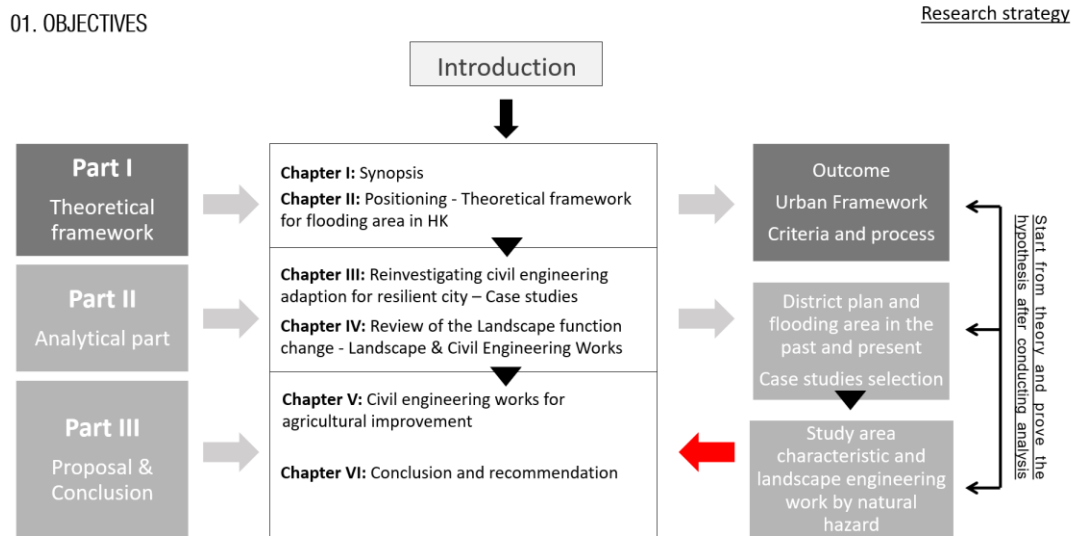 01. OBJECTIVES
Research strategy
Introduction
Part I
Theoretical
framework
Chapter I: Synopsis
Chapter II: Positioning - Theoretical framework
for flooding area in HK
Outcome
Urban Framework
Criteria and process
Part II
Analytical part
Chapter III: Reinvestigating civil engineering
adaption for resilient city – Case studies
Chapter IV: Review of the Landscape function
change - Landscape & Civil Engineering Works
District plan and
flooding area in the
past and present
Case studies selection
Part III
Proposal &
Conclusion
Chapter V: Civil engineering works for
agricultural improvement
Chapter VI: Conclusion and recommendation
Study area
characteristic and
landscape engineering
work by natural
hazard
Start from theory and prove the
hypothesis after conducting analysis